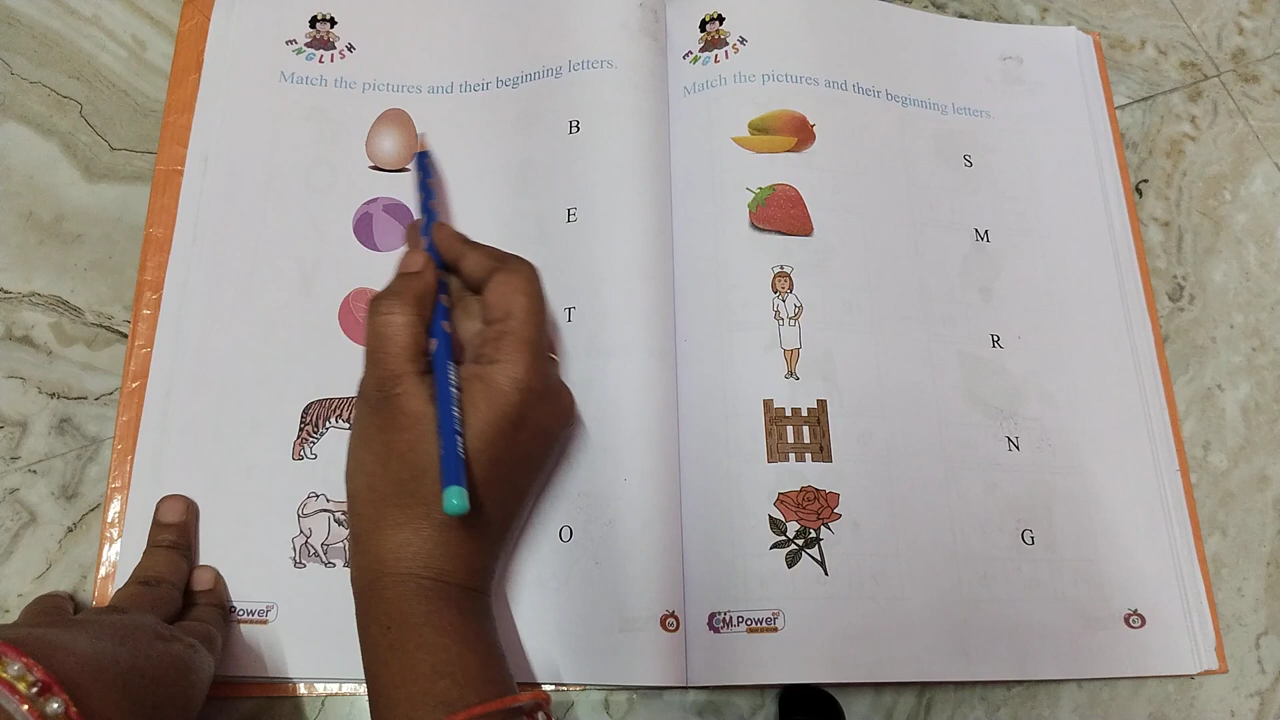 ENGLISH
Match the pictures and their beginning letters.
B
E
T
O
Power
66
ENGLISH
Match the pictures and their beginning letters.
S
M
R
N
G
M.Power
67